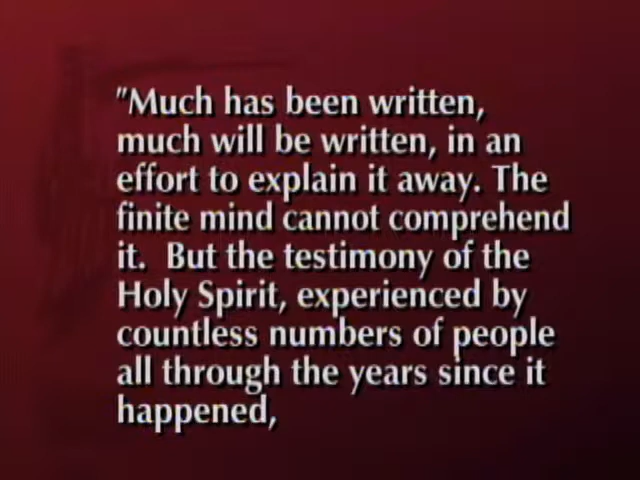 "Much has been written,
much will be written, in an
effort to explain it away. The
finite mind cannot comprehend
it.  But the testimony of the
Holy Spirit, experienced by
countless numbers of people
all through the years since it
happened,